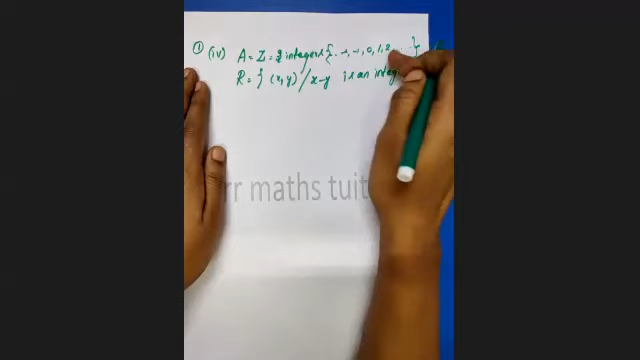 ① (iv) A = Z = integers {.. -2, -1, 0, 1, 2 ... }
R = { (x, y) / x-y is an integ
rr maths tuit